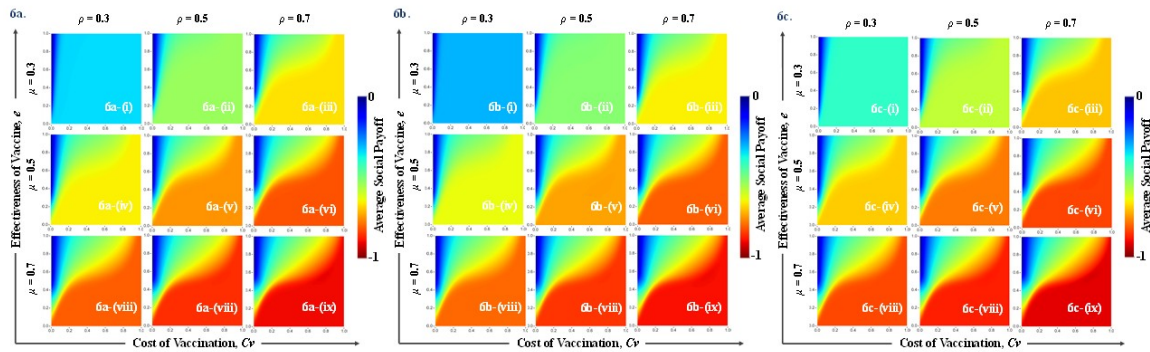 6a.
ρ = 0.3 ρ = 0.5 ρ = 0.7
Effectiveness of Vaccine, e
μ = 0.3
μ = 0.5
μ = 0.7
6a-(i) 6a-(ii) 6a-(iii)
6a-(iv) 6a-(v) 6a-(vi)
6a-(viii) 6a-(viii) 6a-(ix)
Cost of Vaccination, Cv
0
Average Social Payoff
-1
6b.
ρ = 0.3 ρ = 0.5 ρ = 0.7
Effectiveness of Vaccine, e
μ = 0.3
μ = 0.5
μ = 0.7
6b-(i) 6b-(ii) 6b-(iii)
6b-(iv) 6b-(v) 6b-(vi)
6b-(viii) 6b-(viii) 6b-(ix)
Cost of Vaccination, Cv
0
Average Social Payoff
-1
6c.
ρ = 0.3 ρ = 0.5 ρ = 0.7
Effectiveness of Vaccine, e
μ = 0.3
μ = 0.5
μ = 0.7
6c-(i) 6c-(ii) 6c-(iii)
6c-(iv) 6c-(v) 6c-(vi)
6c-(viii) 6c-(viii) 6c-(ix)
Cost of Vaccination, Cv
0
Average Social Payoff
-1